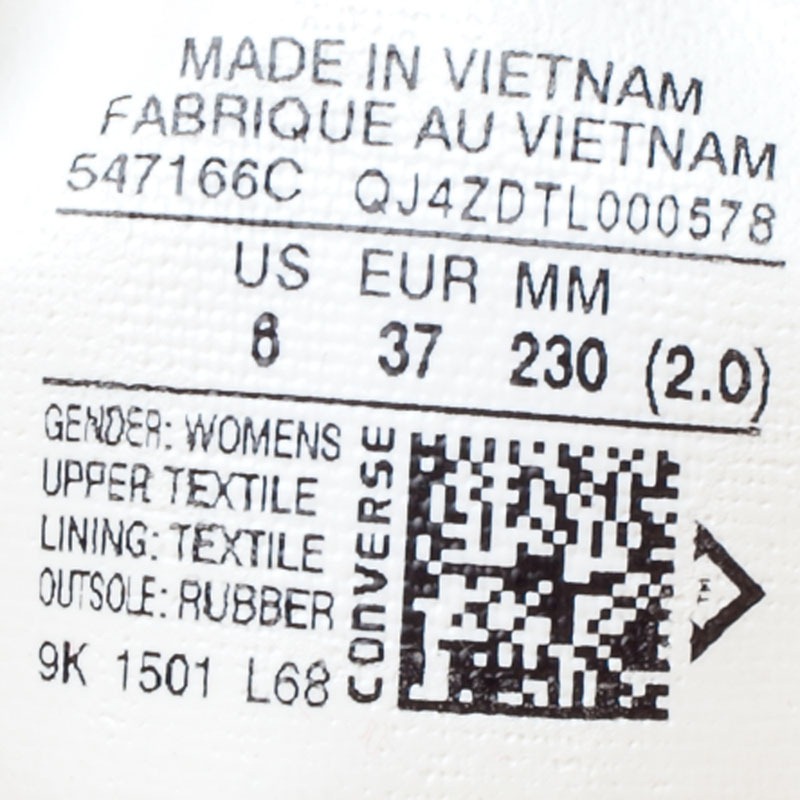 MADE IN VIETNAM
FABRIQUE AU VIETNAM
547166C QJ4ZDTL000578
US EUR MM
6 37 230 (2.0)
GENDER: WOMENS
UPPER TEXTILE
LINING: TEXTILE
OUTSOLE: RUBBER
9K 1501 L68
CONVERSE
TM